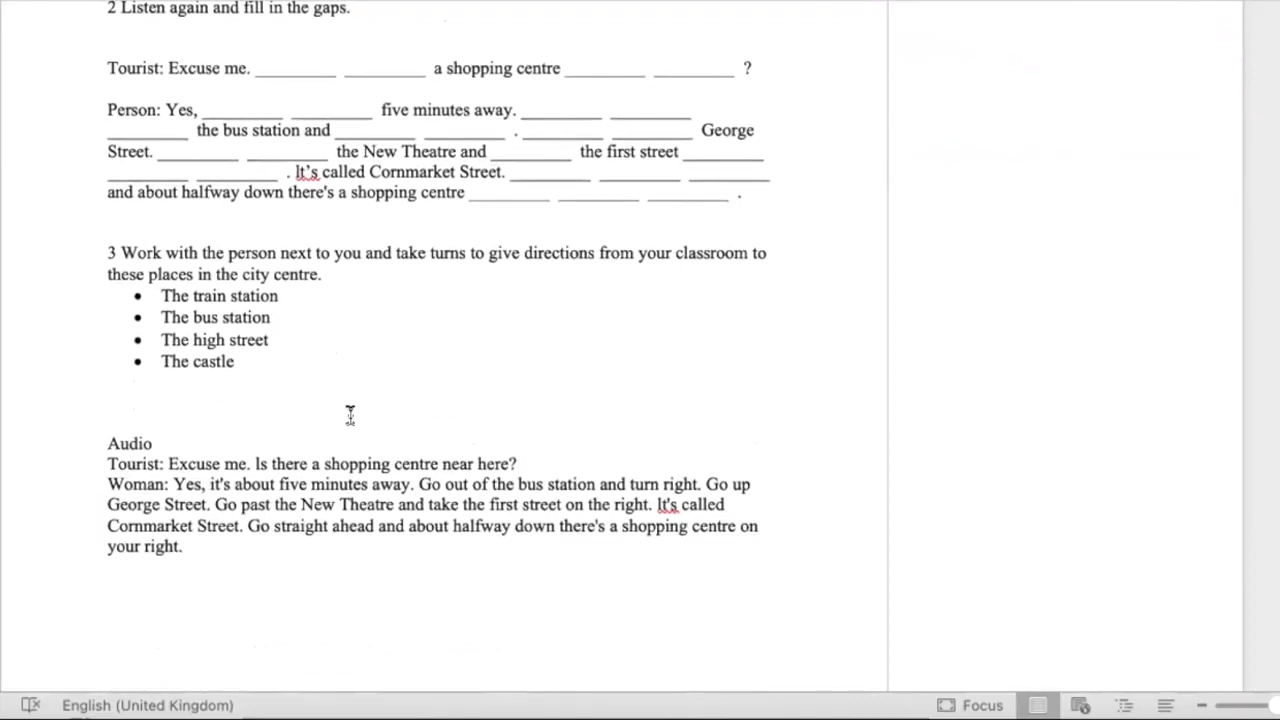 2 Listen again and fill in the gaps.
Tourist: Excuse me. _________ _________ a shopping centre _________ _________ ?
Person: Yes, _________ _________ five minutes away. _________ _________
_________ the bus station and _________ _________ . _________ _________ George
Street. _________ _________ the New Theatre and _________ the first street _________
_________ _________ . It's called Cornmarket Street. _________ _________ _________
and about halfway down there's a shopping centre _________ _________ _________ .
3 Work with the person next to you and take turns to give directions from your classroom to
these places in the city centre.
• The train station
• The bus station
• The high street
• The castle
Audio
Tourist: Excuse me. Is there a shopping centre near here?
Woman: Yes, it's about five minutes away. Go out of the bus station and turn right. Go up
George Street. Go past the New Theatre and take the first street on the right. It's called
Cornmarket Street. Go straight ahead and about halfway down there's a shopping centre on
your right.
English (United Kingdom)
Focus